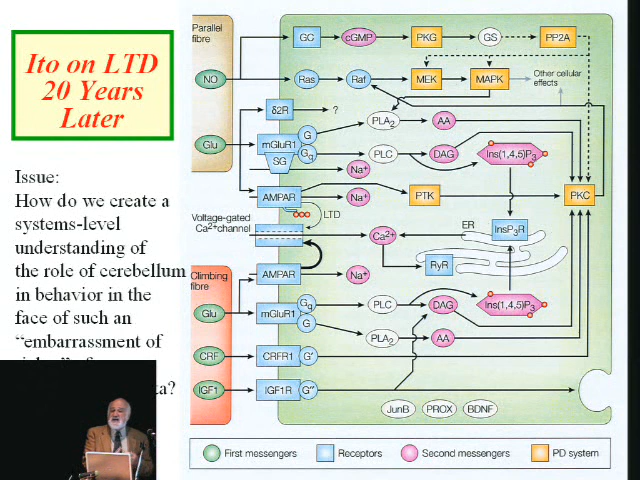 Ito on LTD
20 Years
Later
Issue:
How do we create a
systems-level
understanding of
the role of cerebellum
in behavior in the
face of such an
“embarrassment of
Parallel
fibre
NO
Glu
GC
cGMP
PKG
GS
PP2A
Ras
Raf
MEK
MAPK
Other cellular
effects
δ2R
?
G
PLA2
AA
mGluR1
Gq
SG
PLC
DAG
Ins(1,4,5)P3
Na+
AMPAR
Na+
PTK
PKC
LTD
Voltage-gated
Ca2+channel
Ca2+
ER
InsP3R
RyR
Climbing
fibre
AMPAR
Na+
Glu
mGluR1
Gq
G
PLC
DAG
Ins(1,4,5)P3
PLA2
AA
CRF
CRFR1
G'
IGF1
IGF1R
G''
JunB
PROX
BDNF
First messengers
Receptors
Second messengers
PD system